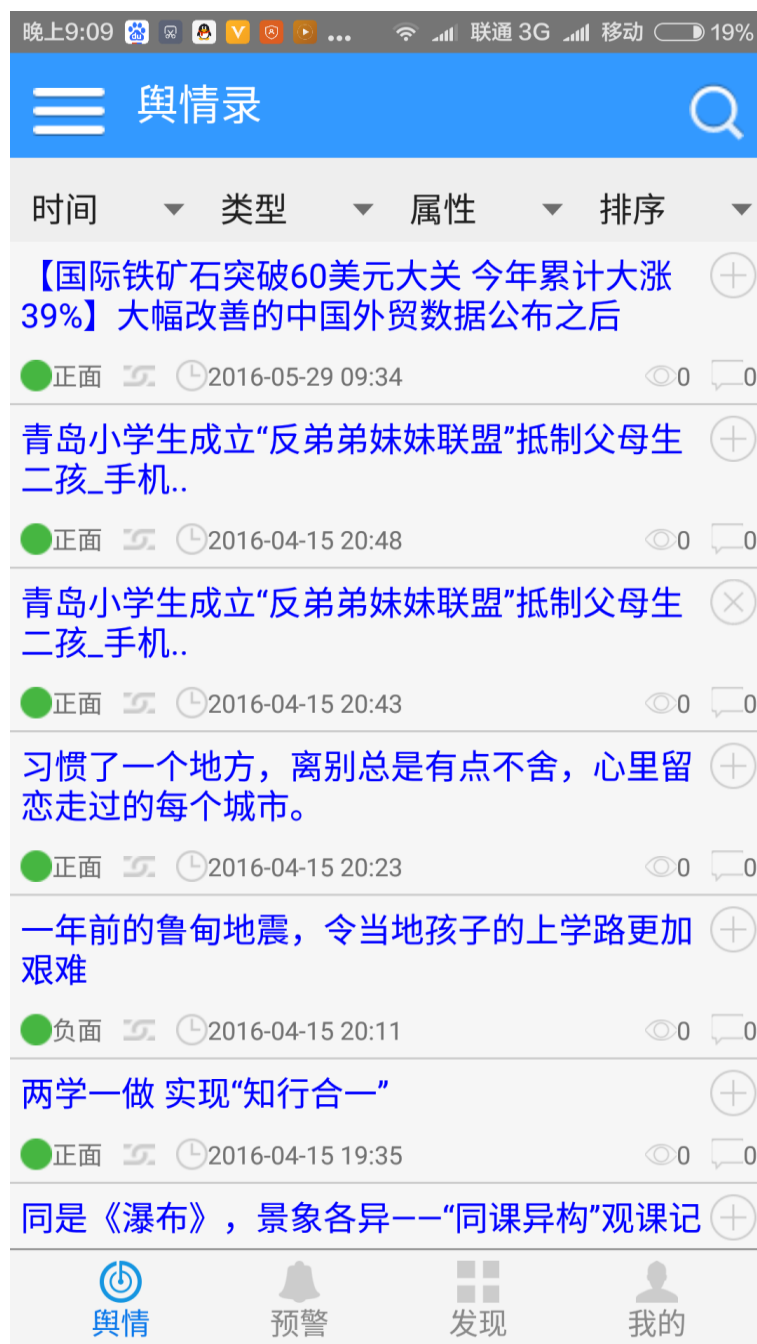 晚上9:09 ... 联通 3G 移动 19%
舆情录
时间 类型 属性 排序
【国际铁矿石突破60美元大关 今年累计大涨
39%】大幅改善的中国外贸数据公布之后
正面 2016-05-29 09:34 0 0
青岛小学生成立“反弟弟妹妹联盟”抵制父母生
二孩_手机..
正面 2016-04-15 20:48 0 0
青岛小学生成立“反弟弟妹妹联盟”抵制父母生
二孩_手机..
正面 2016-04-15 20:43 0 0
习惯了一个地方，离别总是有点不舍，心里留
恋走过的每个城市。
正面 2016-04-15 20:23 0 0
一年前的鲁甸地震，令当地孩子的上学路更加
艰难
负面 2016-04-15 20:11 0 0
两学一做 实现“知行合一”
正面 2016-04-15 19:35 0 0
同是《瀑布》，景象各异——“同课异构”观课记
舆情 预警 发现 我的